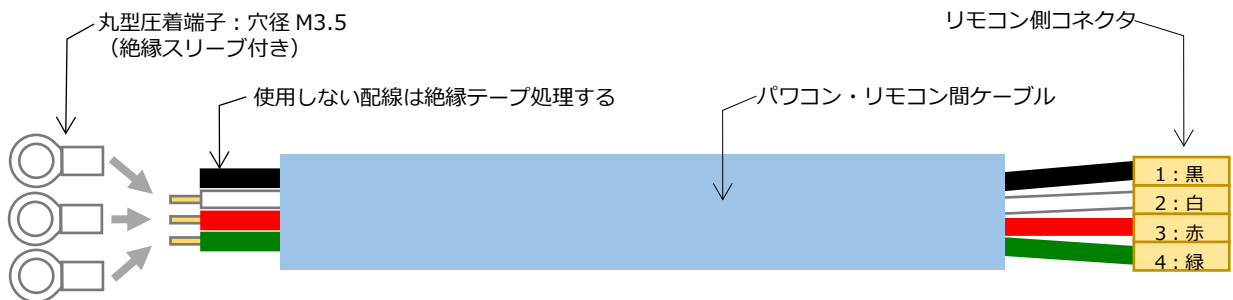 丸型圧着端子：穴径 M3.5
（絶縁スリーブ付き）
リモコン側コネクタ
使用しない配線は絶縁テープ処理する
パワコン・リモコン間ケーブル
1：黒
2：白
3：赤
4：緑